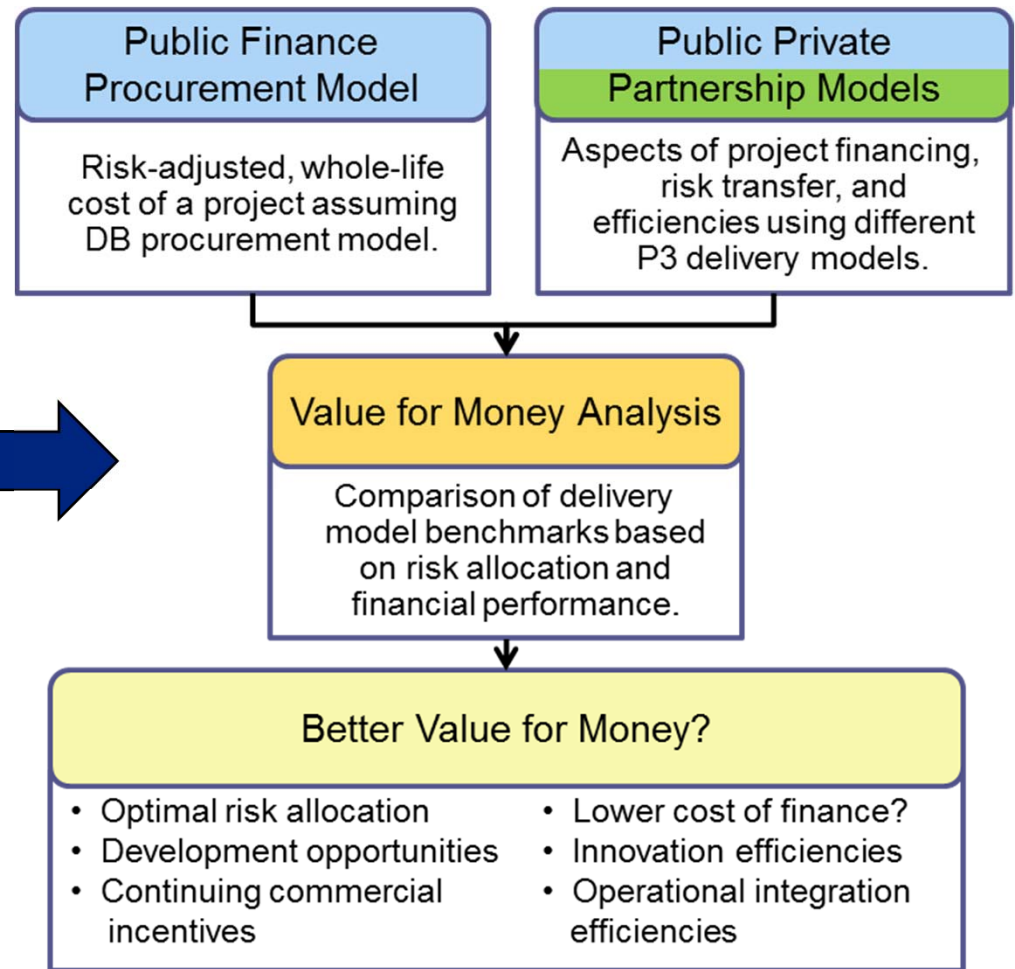 Public Finance
Procurement Model
Risk-adjusted, whole-life
cost of a project assuming
DB procurement model.
Public Private
Partnership Models
Aspects of project financing,
risk transfer, and
efficiencies using different
P3 delivery models.
Value for Money Analysis
Comparison of delivery
model benchmarks based
on risk allocation and
financial performance.
Better Value for Money?
• Optimal risk allocation
• Development opportunities
• Continuing commercial
incentives
• Lower cost of finance?
• Innovation efficiencies
• Operational integration
efficiencies